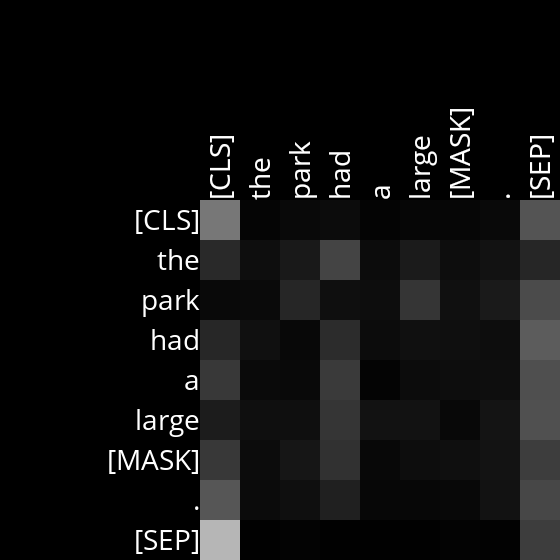 [CLS] the park had a large [MASK] . [SEP]
[CLS]
the
park
had
a
large
[MASK]
.
[SEP]